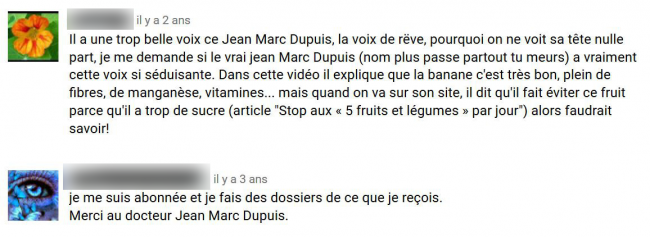 il y a 2 ans
Il a une trop belle voix ce Jean Marc Dupuis, la voix de rëve, pourquoi on ne voit sa tête nulle
part, je me demande si le vrai jean Marc Dupuis (nom plus passe partout tu meurs) a vraiment
cette voix si séduisante. Dans cette vidéo il explique que la banane c'est très bon, plein de
fibres, de manganèse, vitamines... mais quand on va sur son site, il dit qu'il fait éviter ce fruit
parce qu'il a trop de sucre (article "Stop aux « 5 fruits et légumes » par jour") alors faudrait
savoir!
il y a 3 ans
je me suis abonnée et je fais des dossiers de ce que je reçois.
Merci au docteur Jean Marc Dupuis.